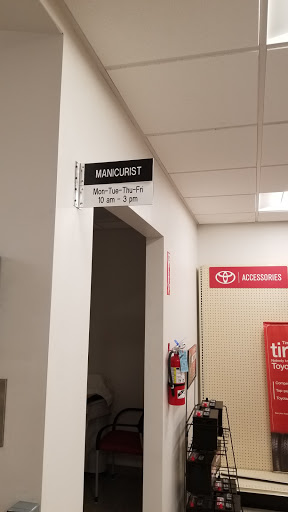 MANICURIST
Mon-Tue-Thu-Fri
10 am - 3 pm
ACCESSORIES